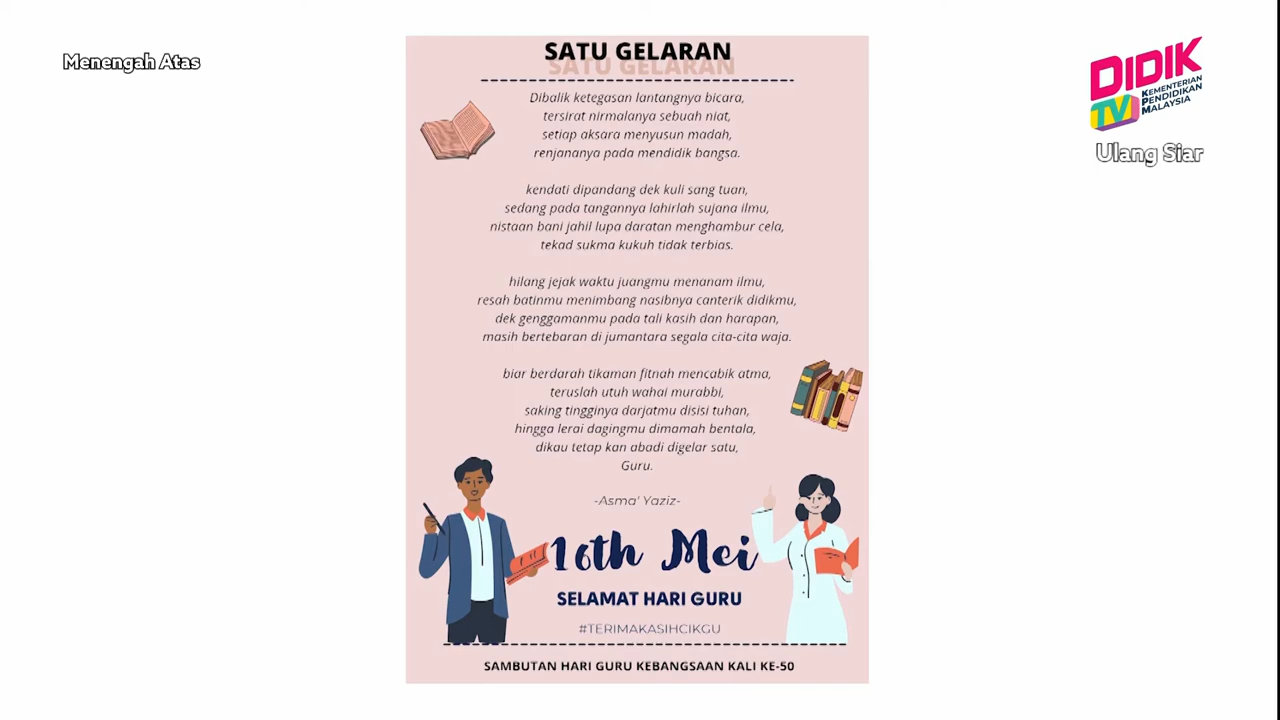 Menengah Atas
SATU GELARAN
SATU GELARAN
Dibalik ketegasan lantangnya bicara,
tersirat nirmalanya sebuah niat,
setiap aksara menyusun madah,
renjananya pada mendidik bangsa.
kendati dipandang dek kuli sang tuan,
sedang pada tangannya lahirlah sujana ilmu,
nistaan bani jahil lupa daratan menghambur cela,
tekad sukma kukuh tidak terbias.
hilang jejak waktu juangmu menanam ilmu,
resah batinmu menimbang nasibnya canterik didikmu,
dek genggamanmu pada tali kasih dan harapan,
masih bertebaran di jumantara segala cita-cita waja.
biar berdarah tikaman fitnah mencabik atma,
teruslah utuh wahai murabbi,
saking tingginya darjatmu disisi tuhan,
hingga lerai dagingmu dimamah bentala,
dikau tetap kan abadi digelar satu,
Guru.
-Asma' Yaziz-
16th Mei
SELAMAT HARI GURU
#TERIMAKASIHCIKGU
SAMBUTAN HARI GURU KEBANGSAAN KALI KE-50
DIDIK
TV
KEMENTERIAN
PENDIDIKAN
MALAYSIA
Ulang Siar